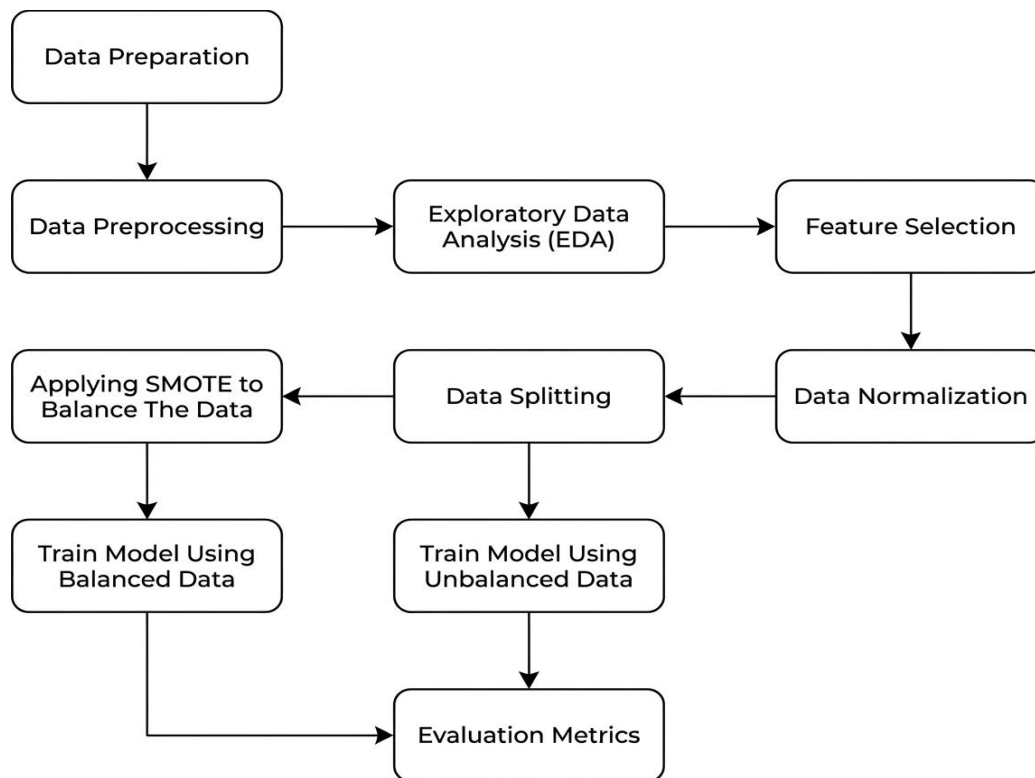 Data Preparation
Data Preprocessing
Exploratory Data
Analysis (EDA)
Feature Selection
Applying SMOTE to
Balance The Data
Data Splitting
Data Normalization
Train Model Using
Balanced Data
Train Model Using
Unbalanced Data
Evaluation Metrics